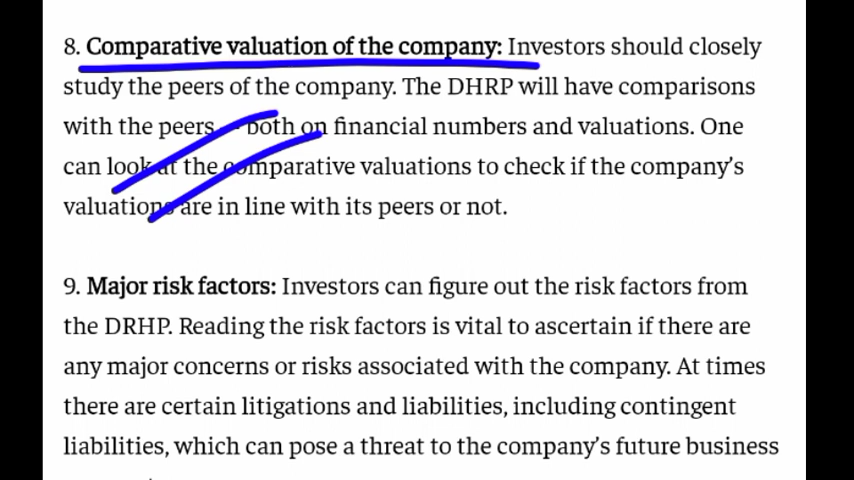 8. Comparative valuation of the company: Investors should closely
study the peers of the company. The DHRP will have comparisons
with the peers – both on financial numbers and valuations. One
can look at the comparative valuations to check if the company's
valuations are in line with its peers or not.
9. Major risk factors: Investors can figure out the risk factors from
the DRHP. Reading the risk factors is vital to ascertain if there are
any major concerns or risks associated with the company. At times
there are certain litigations and liabilities, including contingent
liabilities, which can pose a threat to the company's future business